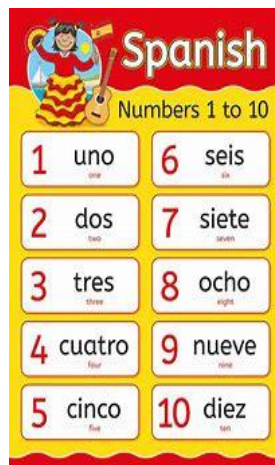 Spanish
Numbers 1 to 10
1 uno
one
2 dos
two
3 tres
three
4 cuatro
four
5 cinco
five
6 seis
six
7 siete
seven
8 ocho
eight
9 nueve
nine
10 diez
ten